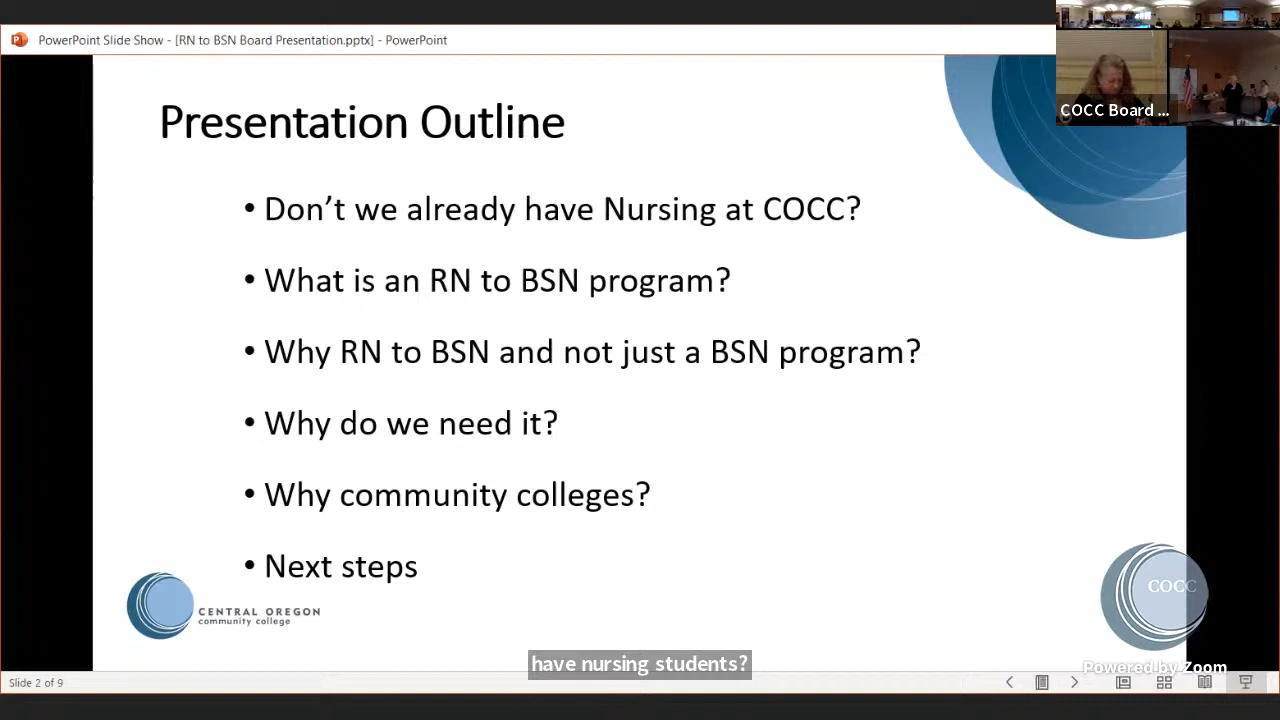 PowerPoint Slide Show - [RN to BSN Board Presentation.pptx] - PowerPoint
COCC Board ...
Presentation Outline
• Don't we already have Nursing at COCC?
• What is an RN to BSN program?
• Why RN to BSN and not just a BSN program?
• Why do we need it?
• Why community colleges?
• Next steps
CENTRAL OREGON
community college
COCC
have nursing students?
Powered by Zoom
Slide 2 of 9